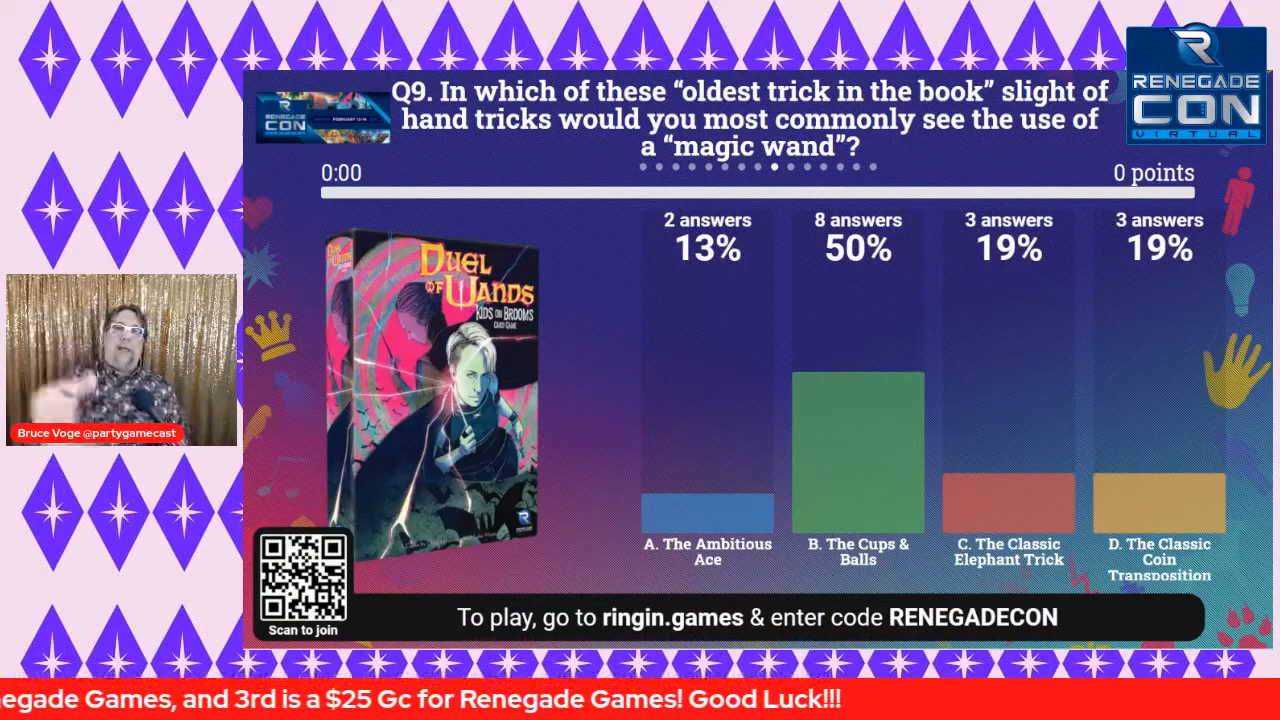 RENEGADE
CON
VIRTUAL
RENEGADE
CON
Q9. In which of these “oldest trick in the book” slight of
hand tricks would you most commonly see the use of
a “magic wand”?
0:00
0 points
DUEL
OF WANDS
KIDS ON BROOMS
CARD GAME
2 answers
13%
8 answers
50%
3 answers
19%
3 answers
19%
A. The Ambitious
Ace
B. The Cups &
Balls
C. The Classic
Elephant Trick
D. The Classic
Coin
Transposition
Bruce Voge @partygamecast
Scan to join
To play, go to ringin.games & enter code RENEGADECON
negade Games, and 3rd is a $25 Gc for Renegade Games! Good Luck!!!